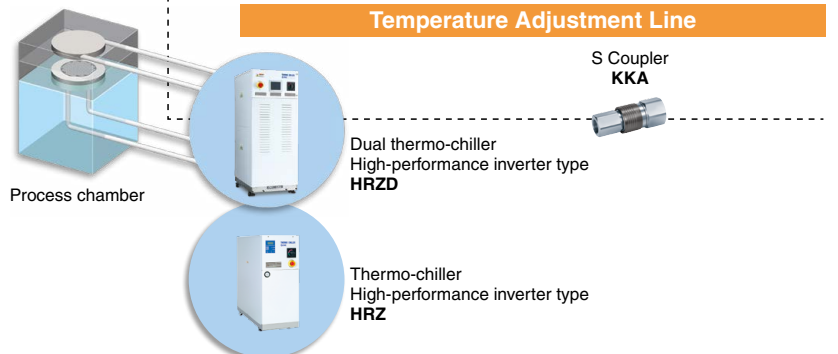 Temperature Adjustment Line
S Coupler
KKA
Process chamber
Dual thermo-chiller
High-performance inverter type
HRZD
Thermo-chiller
High-performance inverter type
HRZ